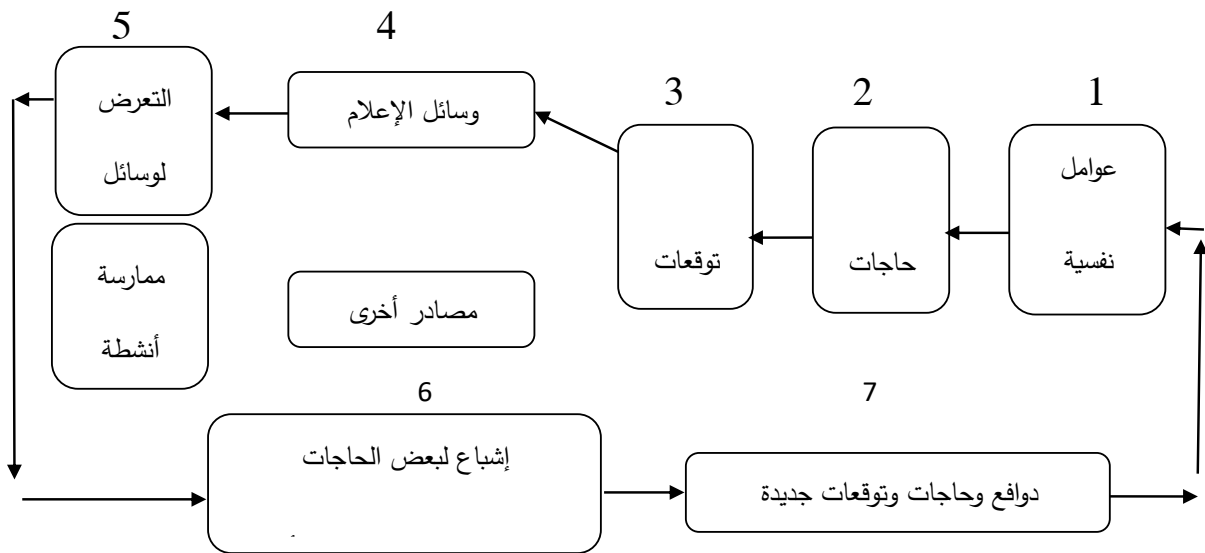 1
عوامل
نفسية
2
حاجات
3
توقعات
4
وسائل الإعلام
مصادر أخرى
5
التعرض
لوسائل
ممارسة
أنشطة
6
إشباع لبعض الحاجات
7
دوافع وحاجات وتوقعات جديدة